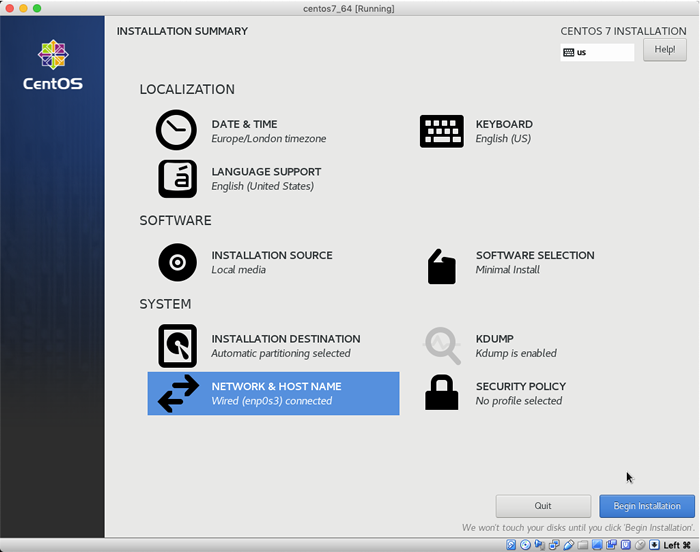 centos7_64 [Running]
INSTALLATION SUMMARY
CENTOS 7 INSTALLATION
us
Help!
CentOS
LOCALIZATION
DATE & TIME
Europe/London timezone
KEYBOARD
English (US)
á
LANGUAGE SUPPORT
English (United States)
SOFTWARE
INSTALLATION SOURCE
Local media
SOFTWARE SELECTION
Minimal Install
SYSTEM
INSTALLATION DESTINATION
Automatic partitioning selected
KDUMP
Kdump is enabled
NETWORK & HOST NAME
Wired (enp0s3) connected
SECURITY POLICY
No profile selected
Quit
Begin Installation
We won't touch your disks until you click 'Begin Installation'.
Left ⌘